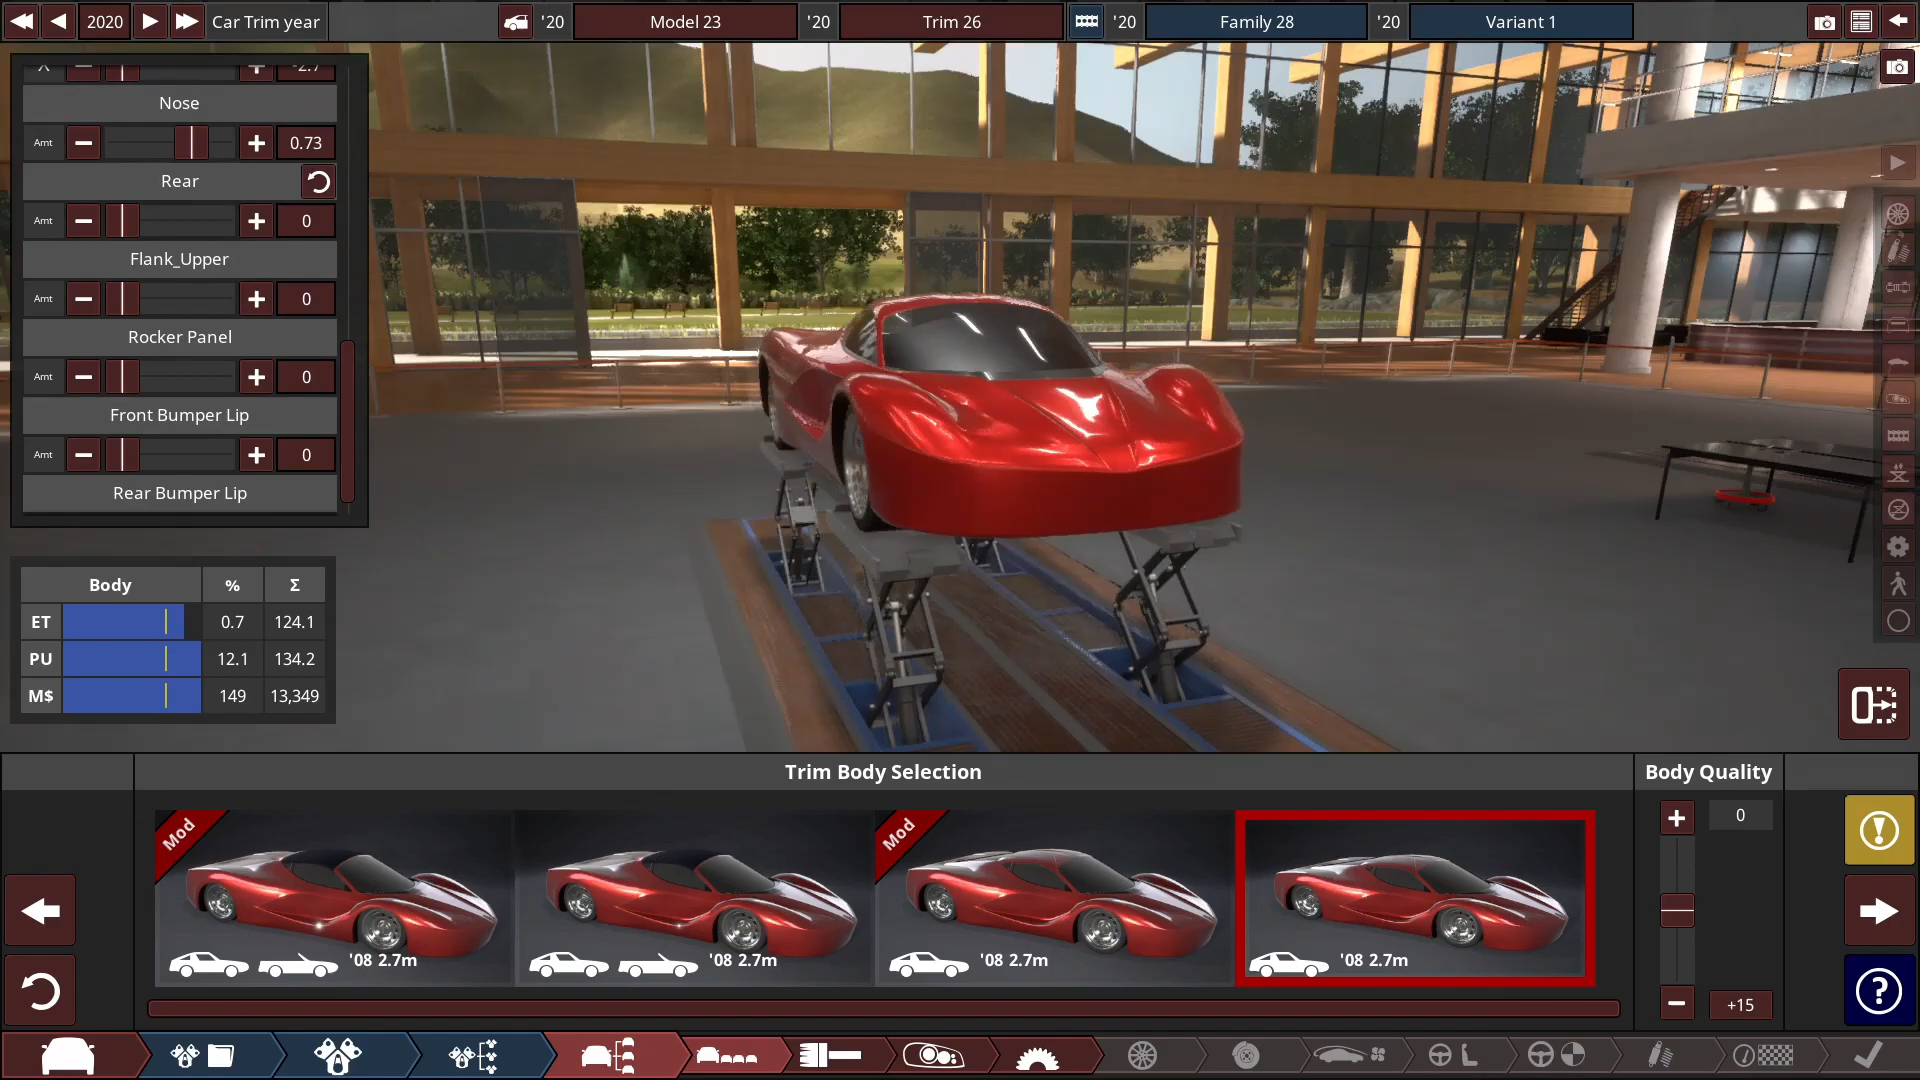 2020
Car Trim year
'20
Model 23
'20
Trim 26
'20
Family 28
'20
Variant 1
X
-2.7
Nose
Amt
0.73
Rear
Amt
0
Flank_Upper
Amt
0
Rocker Panel
Amt
0
Front Bumper Lip
Amt
0
Rear Bumper Lip
Body % Σ
ET 0.7 124.1
PU 12.1 134.2
M$ 149 13,349
Trim Body Selection
Body Quality
Mod
'08 2.7m
'08 2.7m
Mod
'08 2.7m
'08 2.7m
0
+15